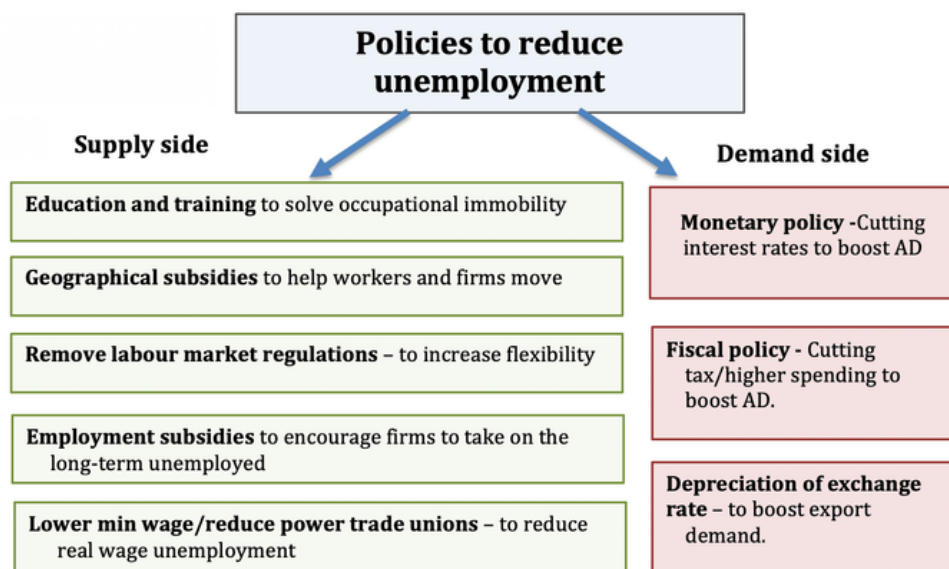 Policies to reduce
unemployment
Supply side
Education and training to solve occupational immobility
Geographical subsidies to help workers and firms move
Remove labour market regulations – to increase flexibility
Employment subsidies to encourage firms to take on the
long-term unemployed
Lower min wage/reduce power trade unions – to reduce
real wage unemployment
Demand side
Monetary policy -Cutting
interest rates to boost AD
Fiscal policy - Cutting
tax/higher spending to
boost AD.
Depreciation of exchange
rate – to boost export
demand.